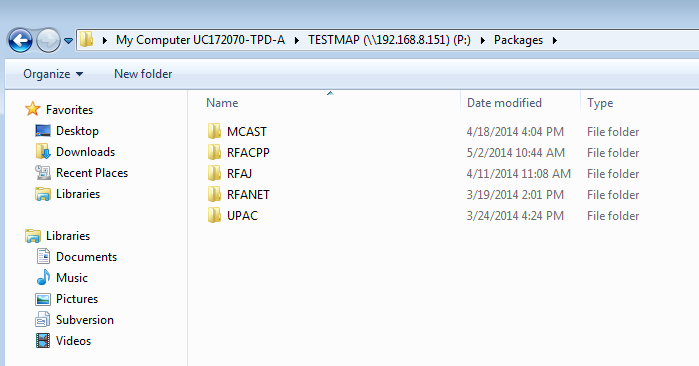 My Computer UC172070-TPD-A TESTMAP (\\192.168.8.151) (P:) Packages
Organize New folder
Favorites
Desktop
Downloads
Recent Places
Libraries
Libraries
Documents
Music
Pictures
Subversion
Videos
Name Date modified Type
MCAST 4/18/2014 4:04 PM File folder
RFACPP 5/2/2014 10:44 AM File folder
RFAJ 4/11/2014 11:08 AM File folder
RFANET 3/19/2014 2:01 PM File folder
UPAC 3/24/2014 4:24 PM File folder